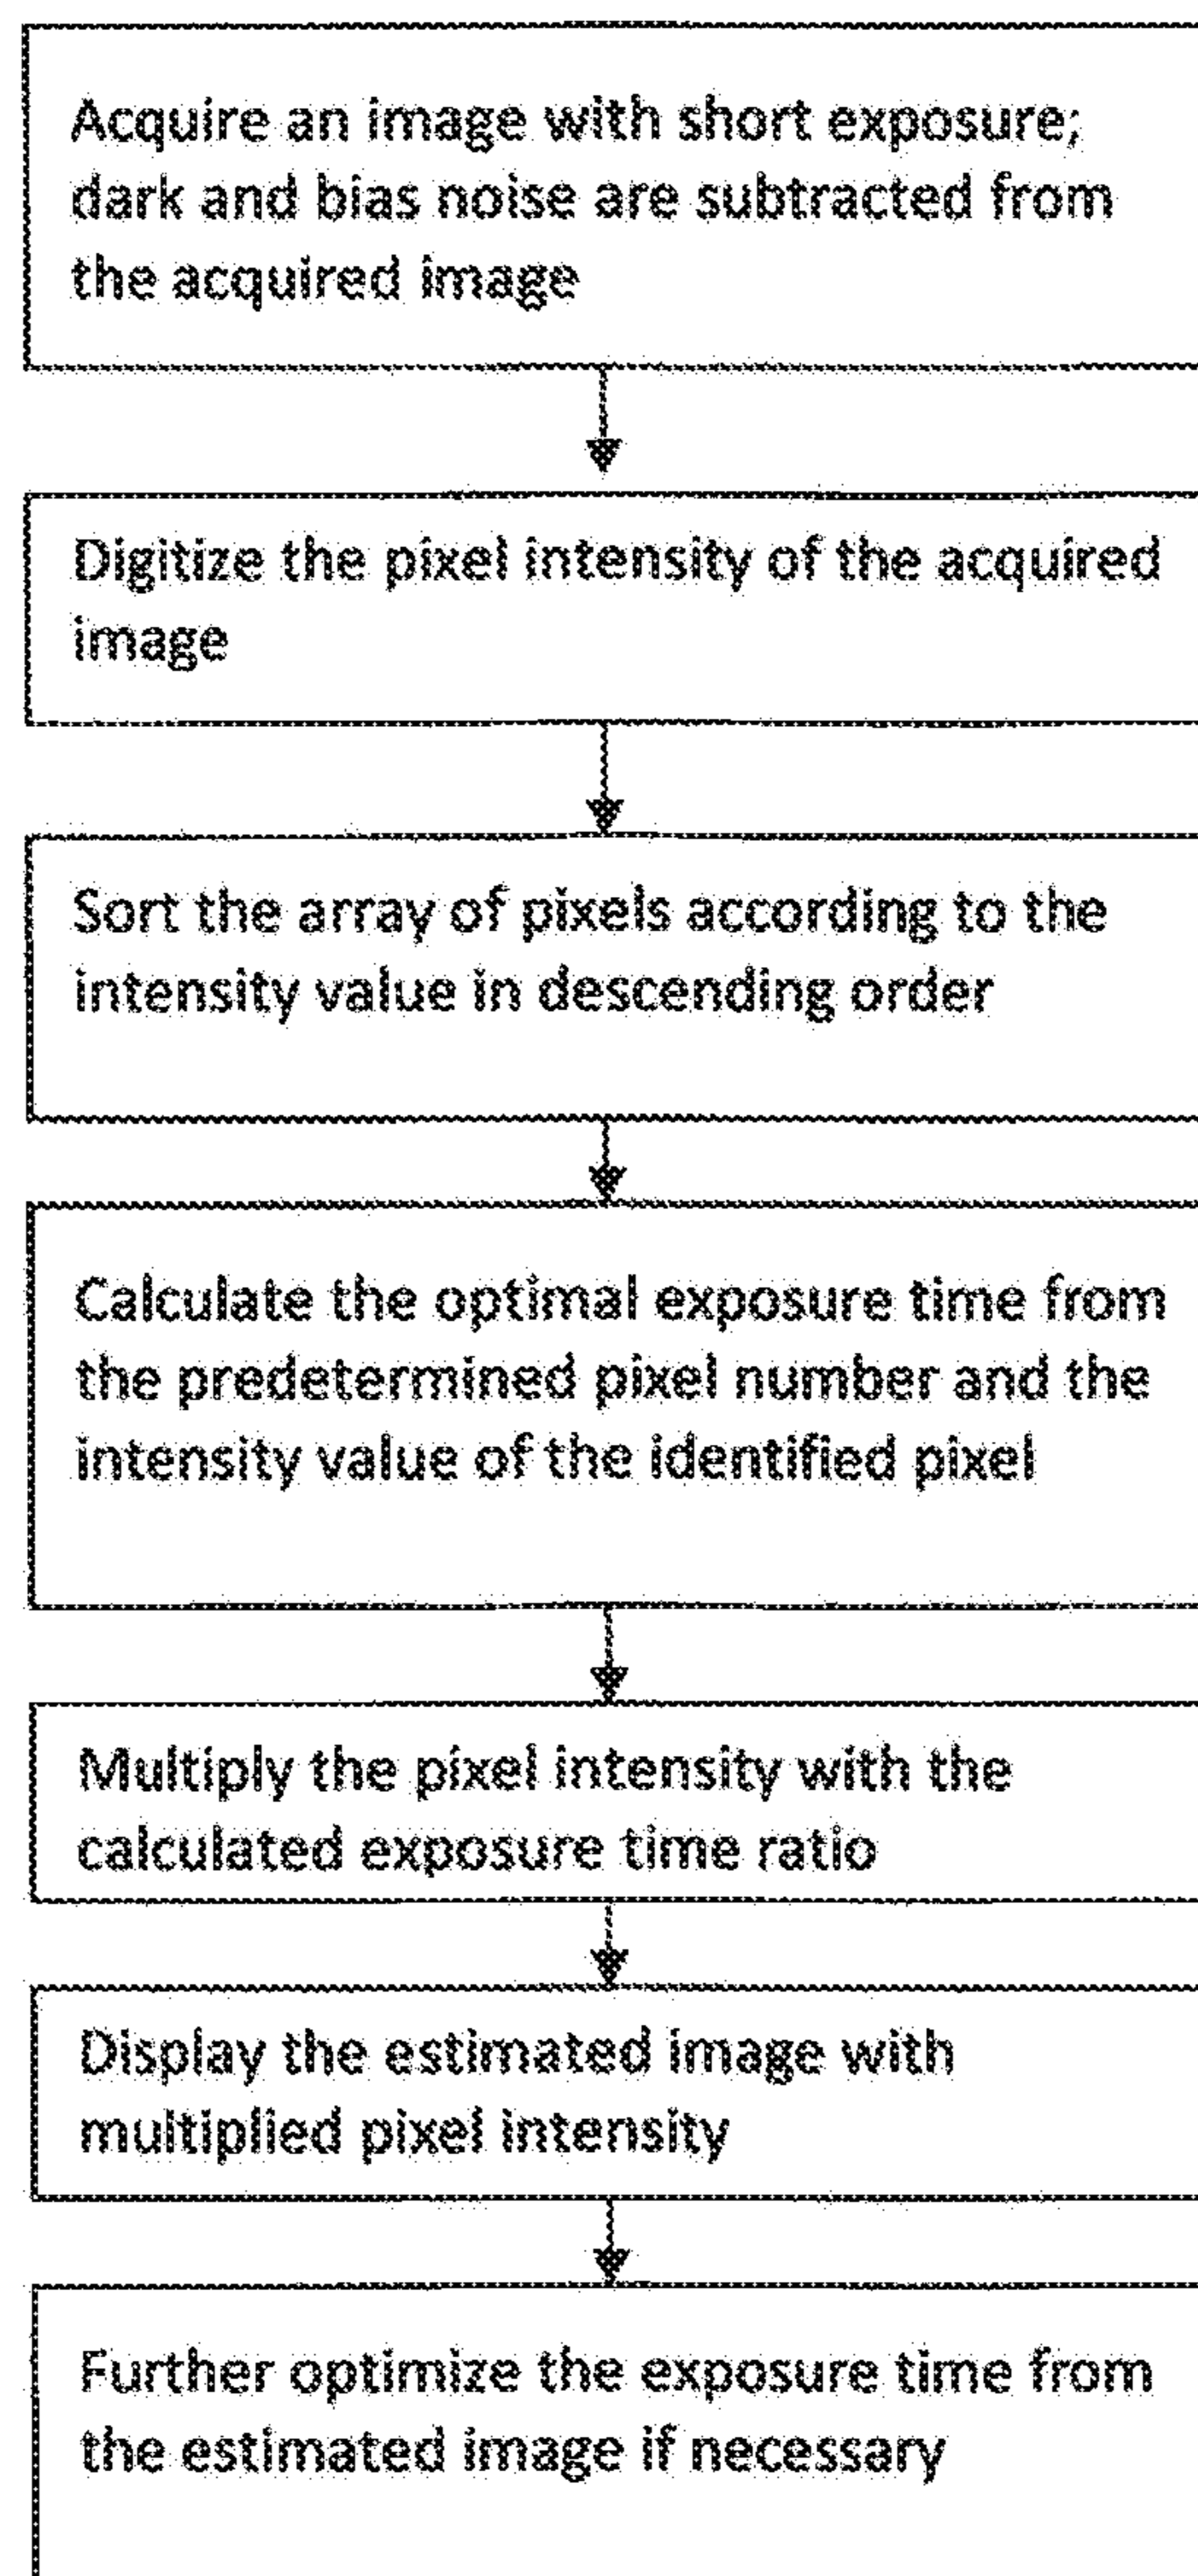 Acquire an image with short exposure;
dark and bias noise are subtracted from
the acquired image
Digitize the pixel intensity of the acquired
image
Sort the array of pixels according to the
intensity value in descending order
Calculate the optimal exposure time from
the predetermined pixel number and the
intensity value of the identified pixel
Multiply the pixel intensity with the
calculated exposure time ratio
Display the estimated image with
multiplied pixel intensity
Further optimize the exposure time from
the estimated image if necessary